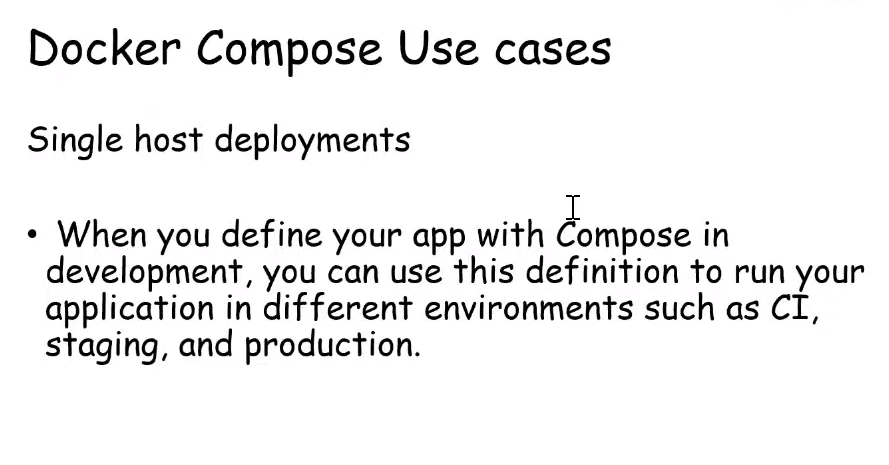 Docker Compose Use cases
Single host deployments
• When you define your app with Compose in
development, you can use this definition to run your
application in different environments such as CI,
staging, and production.